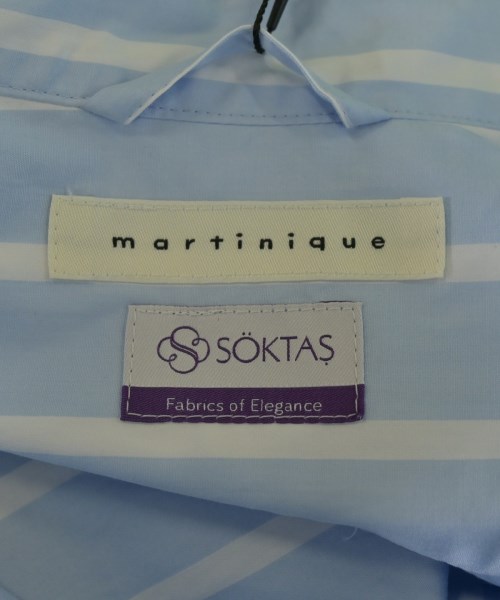 martinique
SÖKTAŞ
Fabrics of Elegance